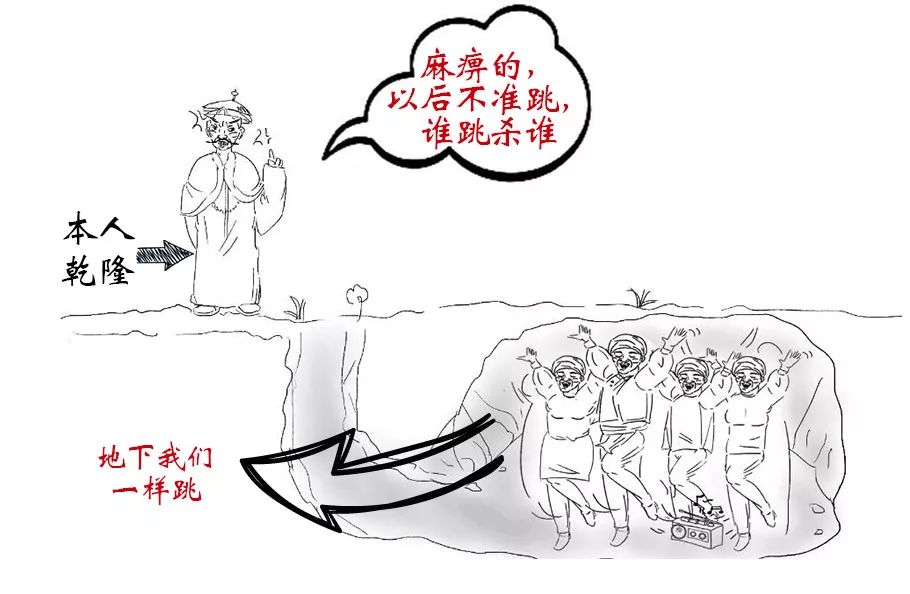 麻痹的，
以后不准跳，
谁跳杀谁
本人
乾隆
地下我们
一样跳